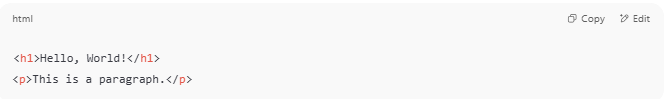 html
Copy
Edit
<h1>Hello, World!</h1>
<p>This is a paragraph.</p>